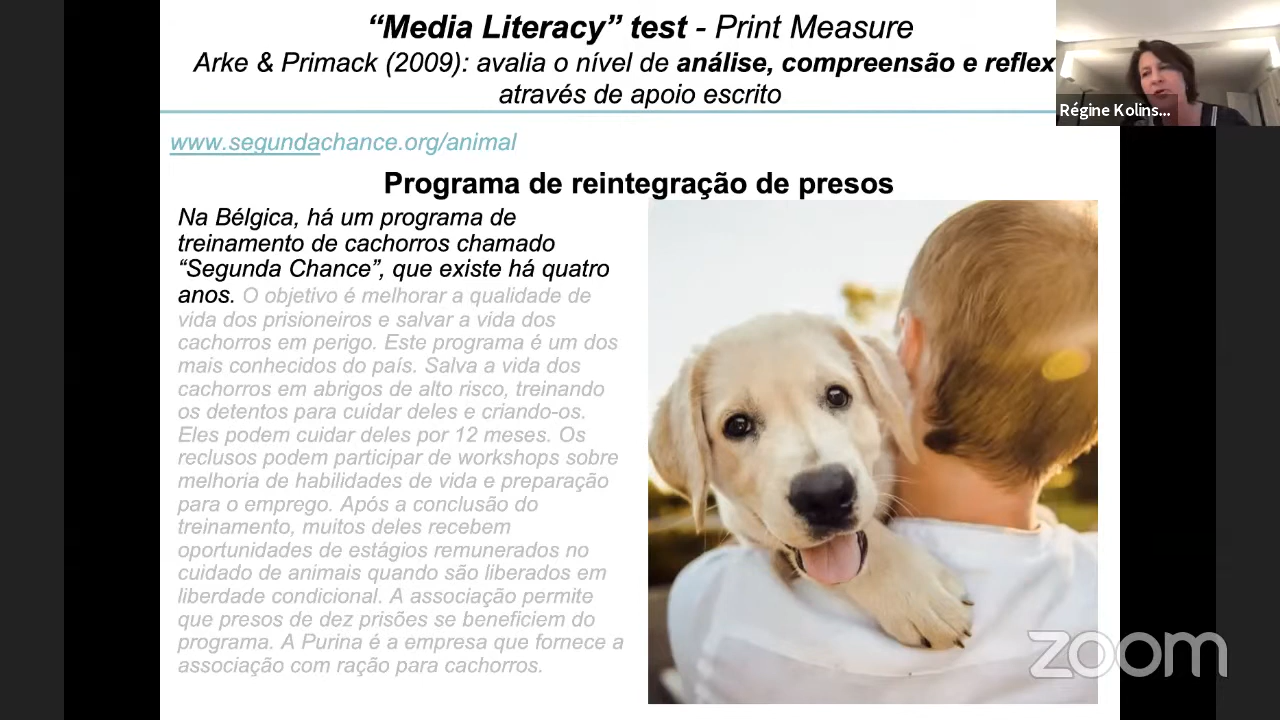 “Media Literacy” test - Print Measure
Arke & Primack (2009): avalia o nível de análise, compreensão e reflex
através de apoio escrito
Régine Kolins...
www.segundachance.org/animal
Programa de reintegração de presos
Na Bélgica, há um programa de
treinamento de cachorros chamado
“Segunda Chance”, que existe há quatro
anos. O objetivo é melhorar a qualidade de
vida dos prisioneiros e salvar a vida dos
cachorros em perigo. Este programa é um dos
mais conhecidos do país. Salva a vida dos
cachorros em abrigos de alto risco, treinando
os detentos para cuidar deles e criando-os.
Eles podem cuidar deles por 12 meses. Os
reclusos podem participar de workshops sobre
melhoria de habilidades de vida e preparação
para o emprego. Após a conclusão do
treinamento, muitos deles recebem
oportunidades de estágios remunerados no
cuidado de animais quando são liberados em
liberdade condicional. A associação permite
que presos de dez prisões se beneficiem do
programa. A Purina é a empresa que fornece a
associação com ração para cachorros.
zoom